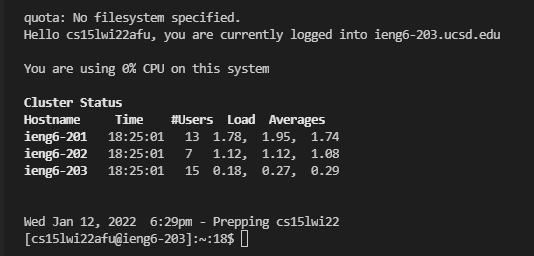 quota: No filesystem specified.
Hello cs15lwi22afu, you are currently logged into ieng6-203.ucsd.edu
You are using 0% CPU on this system
Cluster Status
Hostname     Time    #Users  Load  Averages
ieng6-201   18:25:01   13  1.78,  1.95,  1.74
ieng6-202   18:25:01   7   1.12,  1.12,  1.08
ieng6-203   18:25:01   15  0.18,  0.27,  0.29
Wed Jan 12, 2022  6:29pm - Prepping cs15lwi22
[cs15lwi22afu@ieng6-203]:~:18$